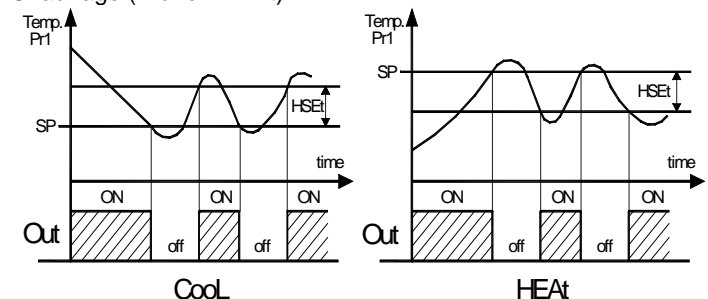 Temp.
Pr1
HSEt
SP
time
ON
ON
ON
Out
off
off
CooL
Temp.
Pr1
SP
HSEt
time
ON
ON
ON
Out
off
off
HEAt